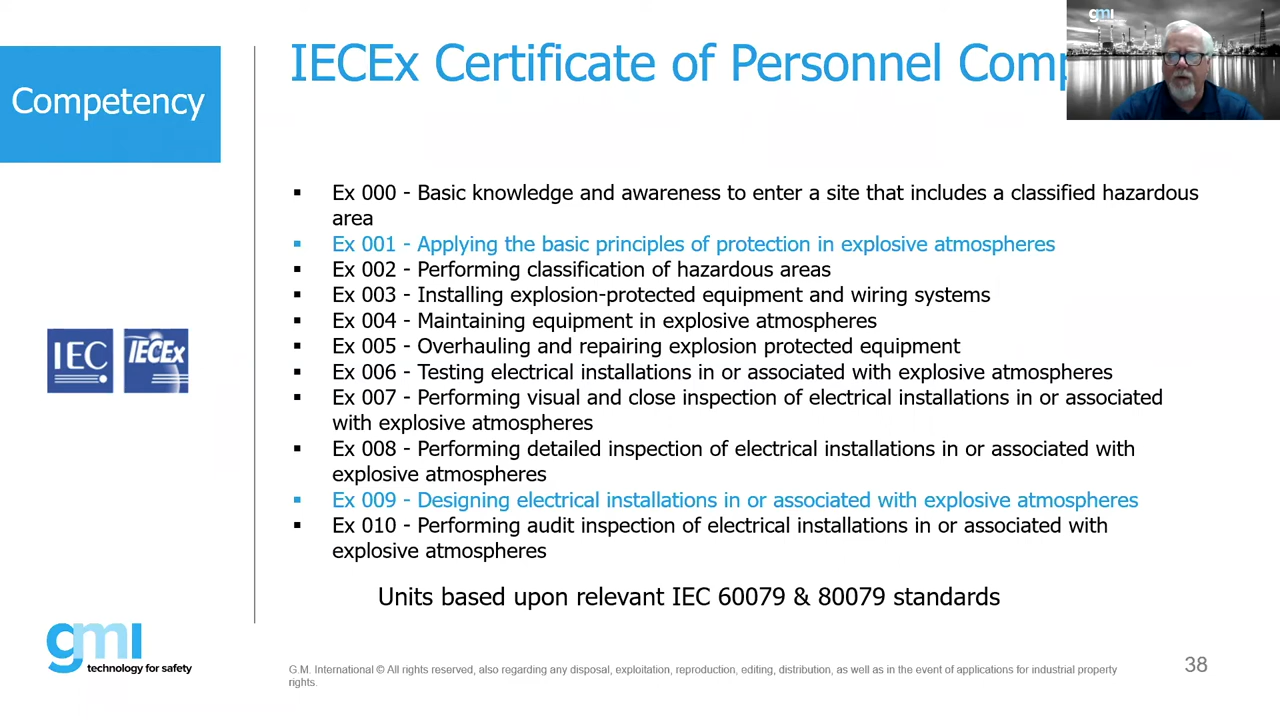 Competency
IECEx Certificate of Personnel Comp
gmi
▪ Ex 000 - Basic knowledge and awareness to enter a site that includes a classified hazardous
area
▪ Ex 001 - Applying the basic principles of protection in explosive atmospheres
▪ Ex 002 - Performing classification of hazardous areas
▪ Ex 003 - Installing explosion-protected equipment and wiring systems
▪ Ex 004 - Maintaining equipment in explosive atmospheres
▪ Ex 005 - Overhauling and repairing explosion protected equipment
▪ Ex 006 - Testing electrical installations in or associated with explosive atmospheres
▪ Ex 007 - Performing visual and close inspection of electrical installations in or associated
with explosive atmospheres
▪ Ex 008 - Performing detailed inspection of electrical installations in or associated with
explosive atmospheres
▪ Ex 009 - Designing electrical installations in or associated with explosive atmospheres
▪ Ex 010 - Performing audit inspection of electrical installations in or associated with
explosive atmospheres
IEC
IECEx
Units based upon relevant IEC 60079 & 80079 standards
gmi
technology for safety
G.M. International © All rights reserved, also regarding any disposal, exploitation, reproduction, editing, distribution, as well as in the event of applications for industrial property
rights.
38